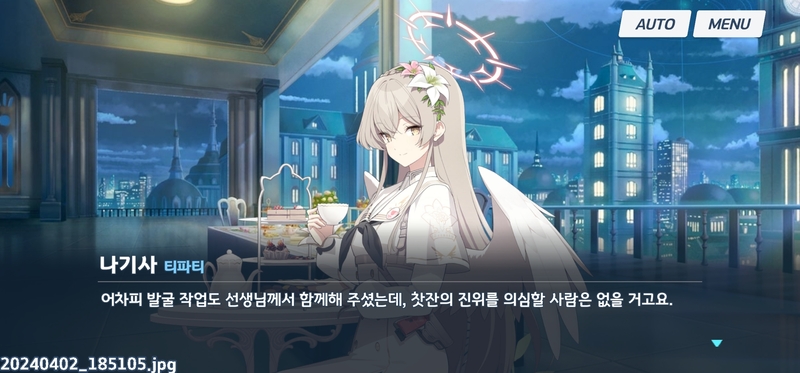 AUTO MENU
나기사 티파티
어차피 발굴 작업도 선생님께서 함께해 주셨는데, 찻잔의 진위를 의심할 사람은 없을 거고요.
20240402_185105.jpg